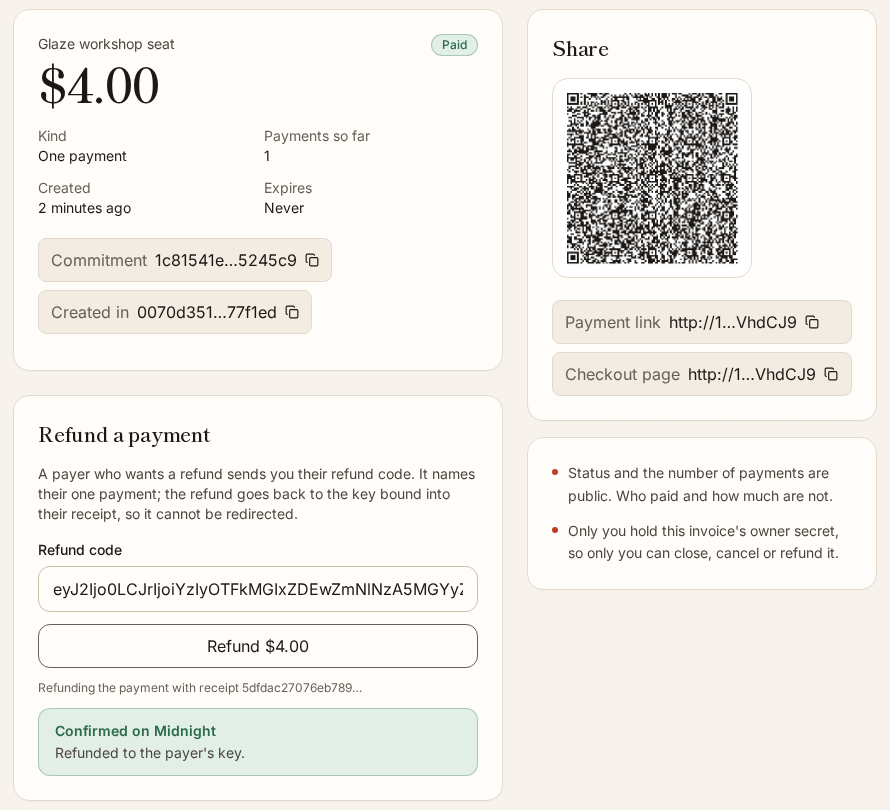 Glaze workshop seat
Paid
$4.00
Kind
Payments so far
One payment
1
Created
Expires
2 minutes ago
Never
Commitment 1c81541e…5245c9
Created in 0070d351…77f1ed
Refund a payment
A payer who wants a refund sends you their refund code. It names
their one payment; the refund goes back to the key bound into
their receipt, so it cannot be redirected.
Refund code
Refund $4.00
Refunding the payment with receipt 5dfdac27076eb789…
Confirmed on Midnight
Refunded to the payer's key.
Share
Payment link http://1…VhdCJ9
Checkout page http://1…VhdCJ9
Status and the number of payments are
public. Who paid and how much are not.
Only you hold this invoice's owner secret,
so only you can close, cancel or refund it.